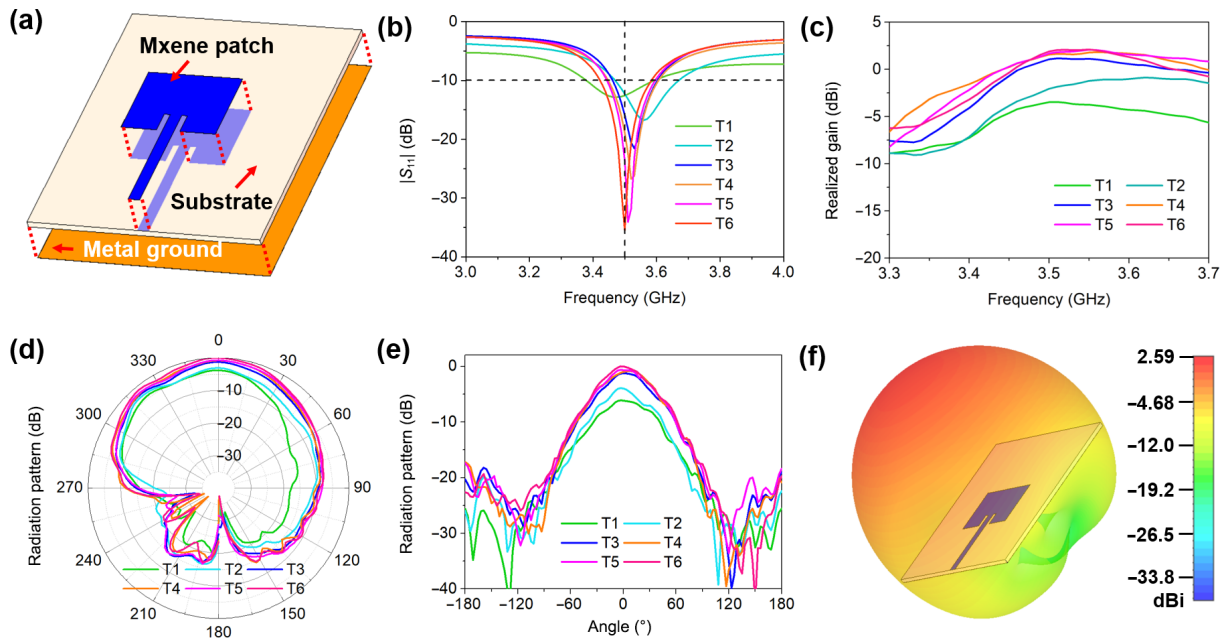 (a)
Mxene patch
Substrate
Metal ground
(b)
0
−10
−20
−30
−40
|S₁₁| (dB)
T1
T2
T3
T4
T5
T6
3.0 3.2 3.4 3.6 3.8 4.0
Frequency (GHz)
(c)
5
0
−5
−10
−15
−20
Realized gain (dBi)
T1 T2
T3 T4
T5 T6
3.3 3.4 3.5 3.6 3.7
Frequency (GHz)
(d)
0
330 30
300 60
270 90
240 120
210 150
180
−10
−20
−30
Radiation pattern (dB)
T1 T2 T3
T4 T5 T6
(e)
0
−10
−20
−30
−40
Radiation pattern (dB)
T1 T2
T3 T4
T5 T6
−180 −120 −60 0 60 120 180
Angle (°)
(f)
2.59
−4.68
−12.0
−19.2
−26.5
−33.8
dBi